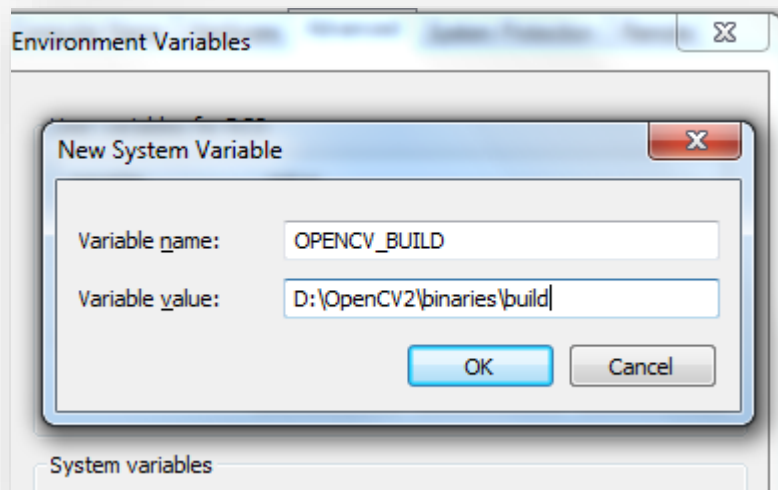 Environment Variables
New System Variable
Variable name:
OPENCV_BUILD
Variable value:
D:\OpenCV2\binaries\build
OK
Cancel
System variables